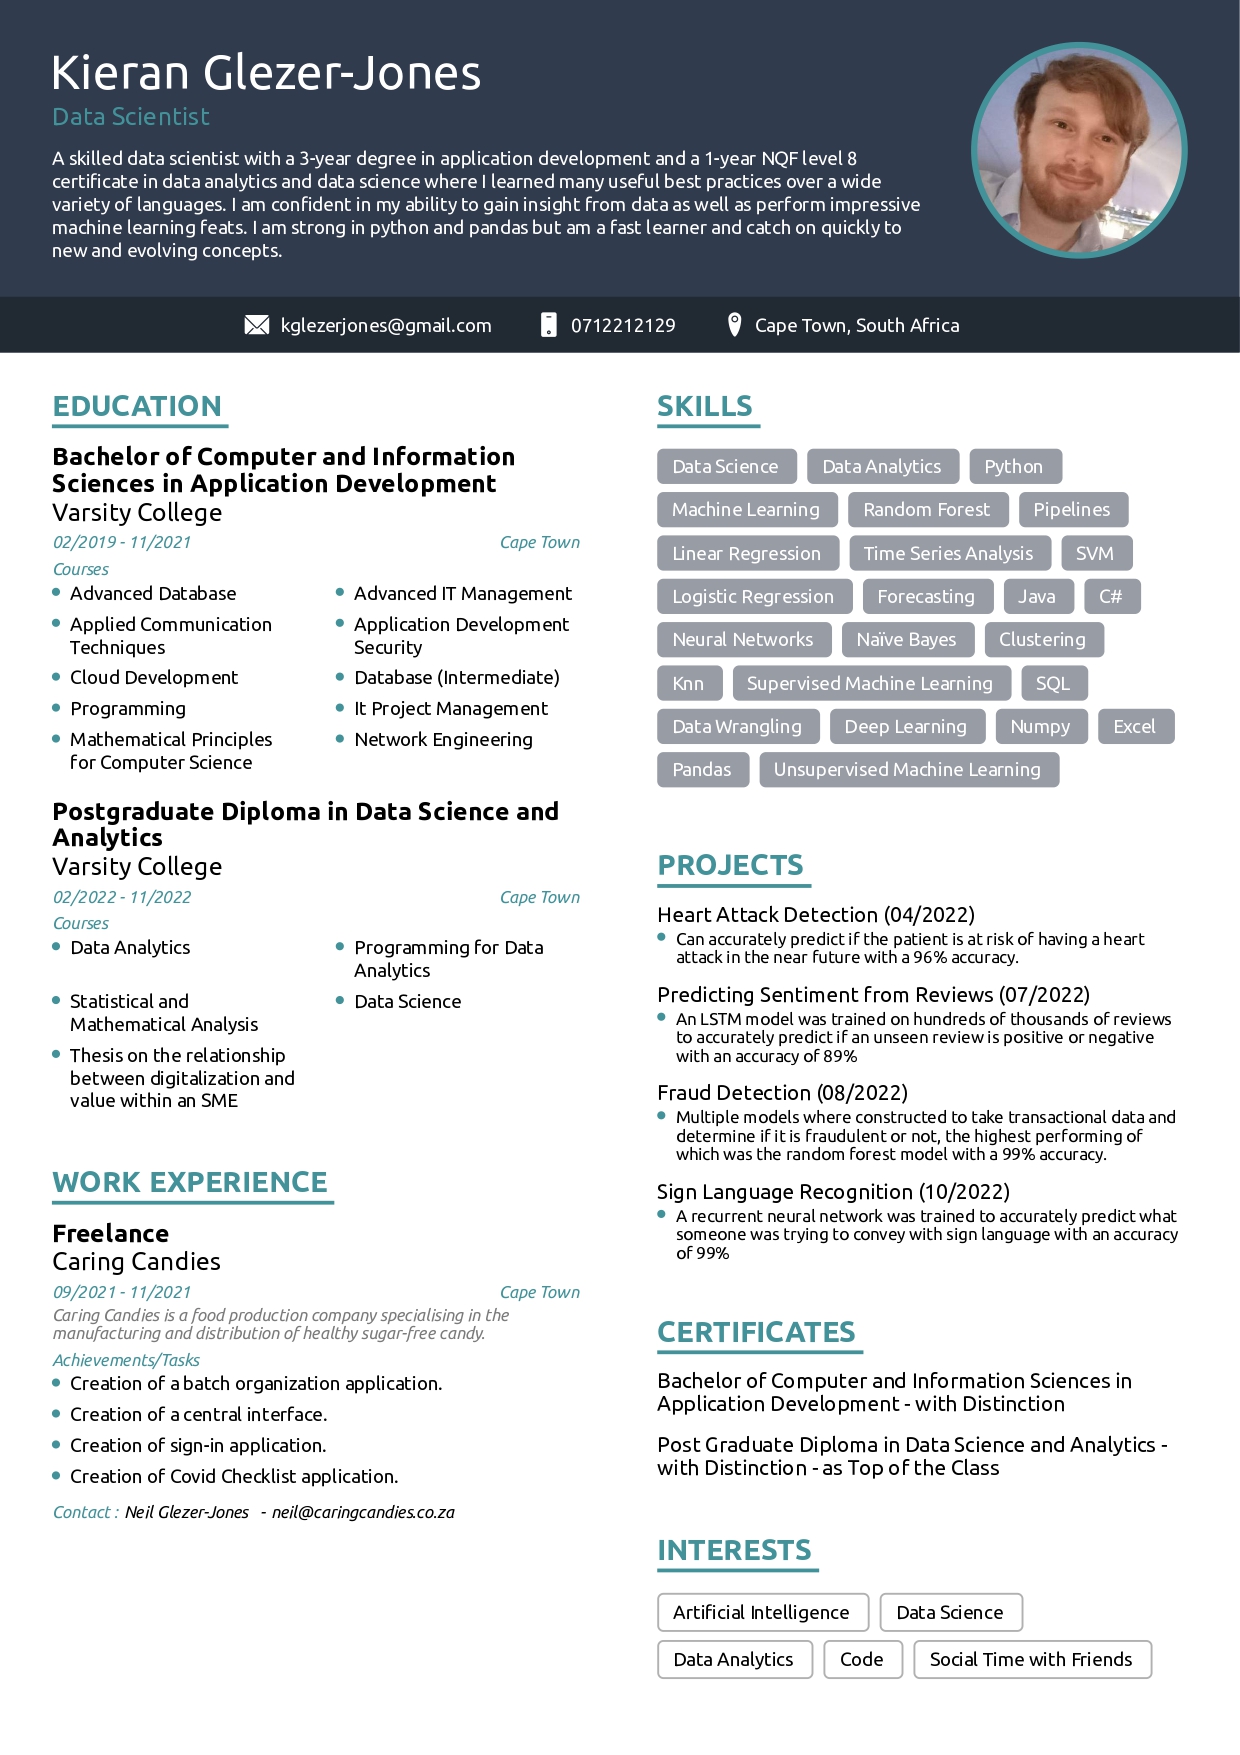 Kieran Glezer-Jones
Data Scientist
A skilled data scientist with a 3-year degree in application development and a 1-year NQF level 8
certificate in data analytics and data science where I learned many useful best practices over a wide
variety of languages. I am confident in my ability to gain insight from data as well as perform impressive
machine learning feats. I am strong in python and pandas but am a fast learner and catch on quickly to
new and evolving concepts.
kglezerjones@gmail.com 0712212129 Cape Town, South Africa
EDUCATION
Bachelor of Computer and Information
Sciences in Application Development
Varsity College
02/2019 - 11/2021 Cape Town
Courses
Advanced Database
Advanced IT Management
Applied Communication
Techniques
Application Development
Security
Cloud Development
Database (Intermediate)
Programming
It Project Management
Mathematical Principles
for Computer Science
Network Engineering
Postgraduate Diploma in Data Science and
Analytics
Varsity College
02/2022 - 11/2022 Cape Town
Courses
Data Analytics
Programming for Data
Analytics
Statistical and
Mathematical Analysis
Data Science
Thesis on the relationship
between digitalization and
value within an SME
WORK EXPERIENCE
Freelance
Caring Candies
09/2021 - 11/2021 Cape Town
Caring Candies is a food production company specialising in the
manufacturing and distribution of healthy sugar-free candy.
Achievements/Tasks
Creation of a batch organization application.
Creation of a central interface.
Creation of sign-in application.
Creation of Covid Checklist application.
Contact : Neil Glezer-Jones - neil@caringcandies.co.za
SKILLS
Data Science Data Analytics Python
Machine Learning Random Forest Pipelines
Linear Regression Time Series Analysis SVM
Logistic Regression Forecasting Java C#
Neural Networks Naïve Bayes Clustering
Knn Supervised Machine Learning SQL
Data Wrangling Deep Learning Numpy Excel
Pandas Unsupervised Machine Learning
PROJECTS
Heart Attack Detection (04/2022)
Can accurately predict if the patient is at risk of having a heart
attack in the near future with a 96% accuracy.
Predicting Sentiment from Reviews (07/2022)
An LSTM model was trained on hundreds of thousands of reviews
to accurately predict if an unseen review is positive or negative
with an accuracy of 89%
Fraud Detection (08/2022)
Multiple models where constructed to take transactional data and
determine if it is fraudulent or not, the highest performing of
which was the random forest model with a 99% accuracy.
Sign Language Recognition (10/2022)
A recurrent neural network was trained to accurately predict what
someone was trying to convey with sign language with an accuracy
of 99%
CERTIFICATES
Bachelor of Computer and Information Sciences in
Application Development - with Distinction
Post Graduate Diploma in Data Science and Analytics -
with Distinction - as Top of the Class
INTERESTS
Artificial Intelligence Data Science
Data Analytics Code Social Time with Friends